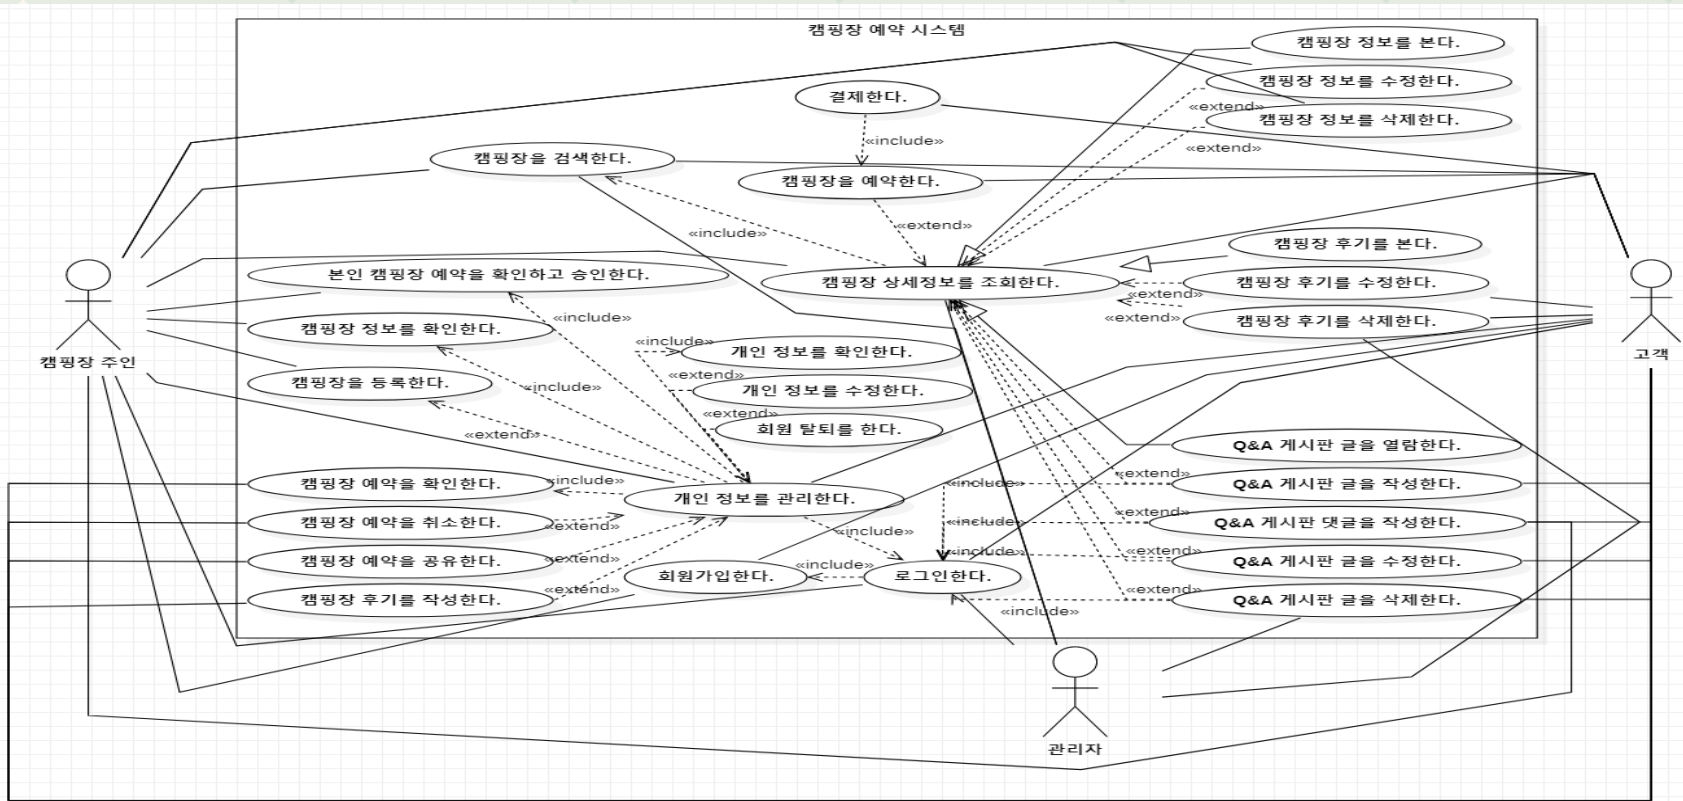 캠핑장 예약 시스템
캠핑장 정보를 본다.
캠핑장 정보를 수정한다.
«extend»
캠핑장 정보를 삭제한다.
«extend»
결제한다.
«include»
캠핑장을 검색한다.
캠핑장을 예약한다.
«include»
«extend»
캠핑장 후기를 본다.
본인 캠핑장 예약을 확인하고 승인한다.
캠핑장 상세정보를 조회한다.
캠핑장 후기를 수정한다.
«extend»
«include»
«extend»
캠핑장 후기를 삭제한다.
캠핑장 정보를 확인한다.
«include»
개인 정보를 확인한다.
캠핑장 주인
고객
«extend»
캠핑장을 등록한다.
«include»
개인 정보를 수정한다.
«extend»
회원 탈퇴를 한다.
«extend»
Q&A 게시판 글을 열람한다.
«extend»
캠핑장 예약을 확인한다.
«include»
개인 정보를 관리한다.
«include»
Q&A 게시판 글을 작성한다.
«extend»
캠핑장 예약을 취소한다.
«extend»
«include»
«include»
Q&A 게시판 댓글을 작성한다.
«extend»
캠핑장 예약을 공유한다.
«extend»
«include»
«include»
Q&A 게시판 글을 수정한다.
회원가입한다.
로그인한다.
«extend»
캠핑장 후기를 작성한다.
«extend»
Q&A 게시판 글을 삭제한다.
«include»
관리자